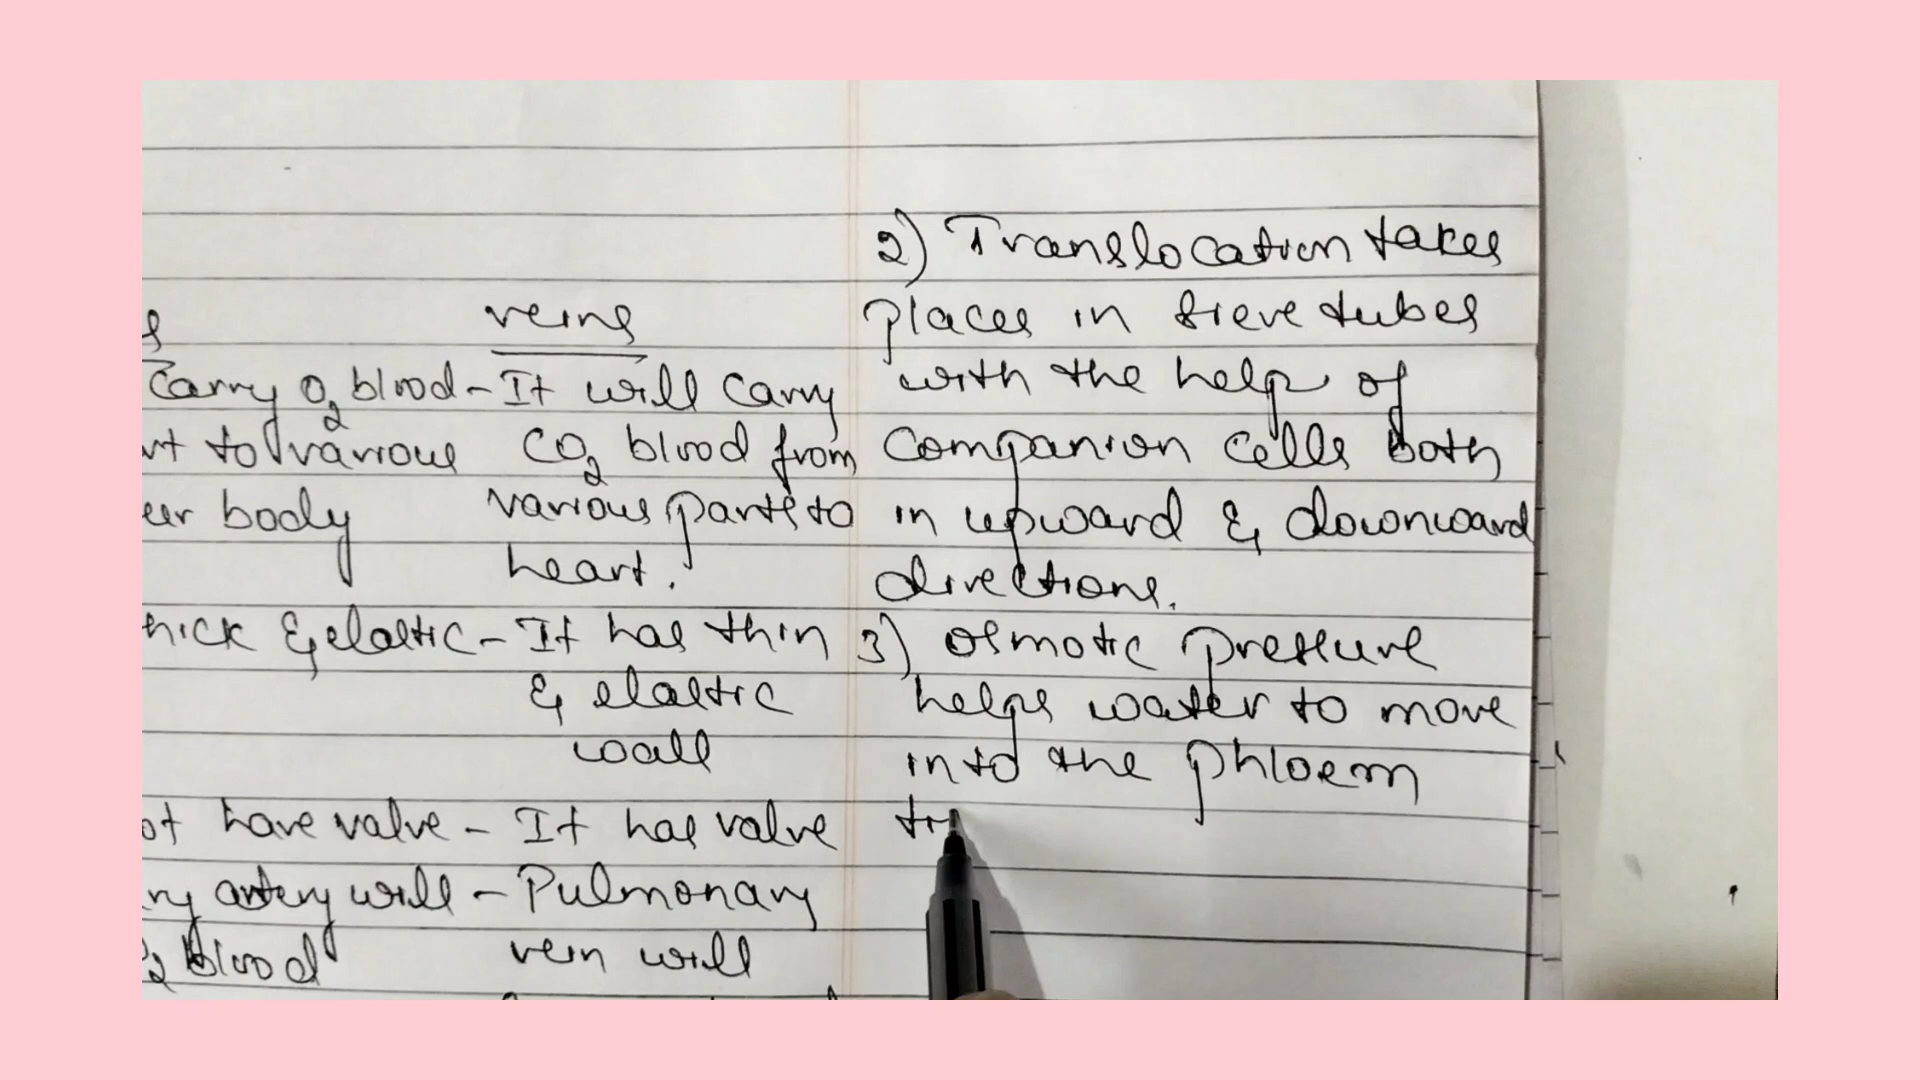 veins
Carry O2 blood - It will Carry
to various CO2 blood from
body various parts to
heart.
& elastic - It has thin
& elastic
wall
have valve - It has valve
artery will - Pulmonary
blood vein will
2) Translocation takes
places in sieve tubes
with the help of
Companion cells both
in upward & downward
directions.
3) Osmotic pressure
helps water to move
into the phloem